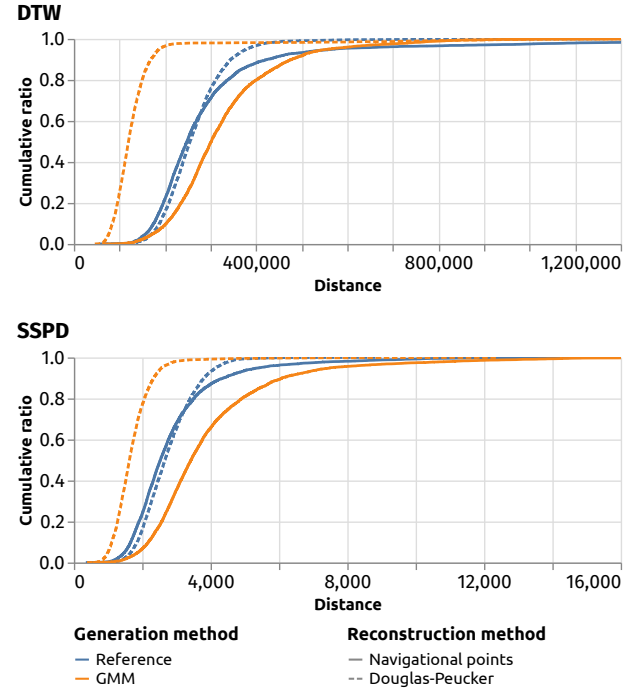 DTW
Cumulative ratio
1.0
0.8
0.6
0.4
0.2
0.0
0 400,000 800,000 1,200,000
Distance
SSPD
Cumulative ratio
1.0
0.8
0.6
0.4
0.2
0.0
0 4,000 8,000 12,000 16,000
Distance
Generation method Reconstruction method
Reference Navigational points
GMM Douglas-Peucker